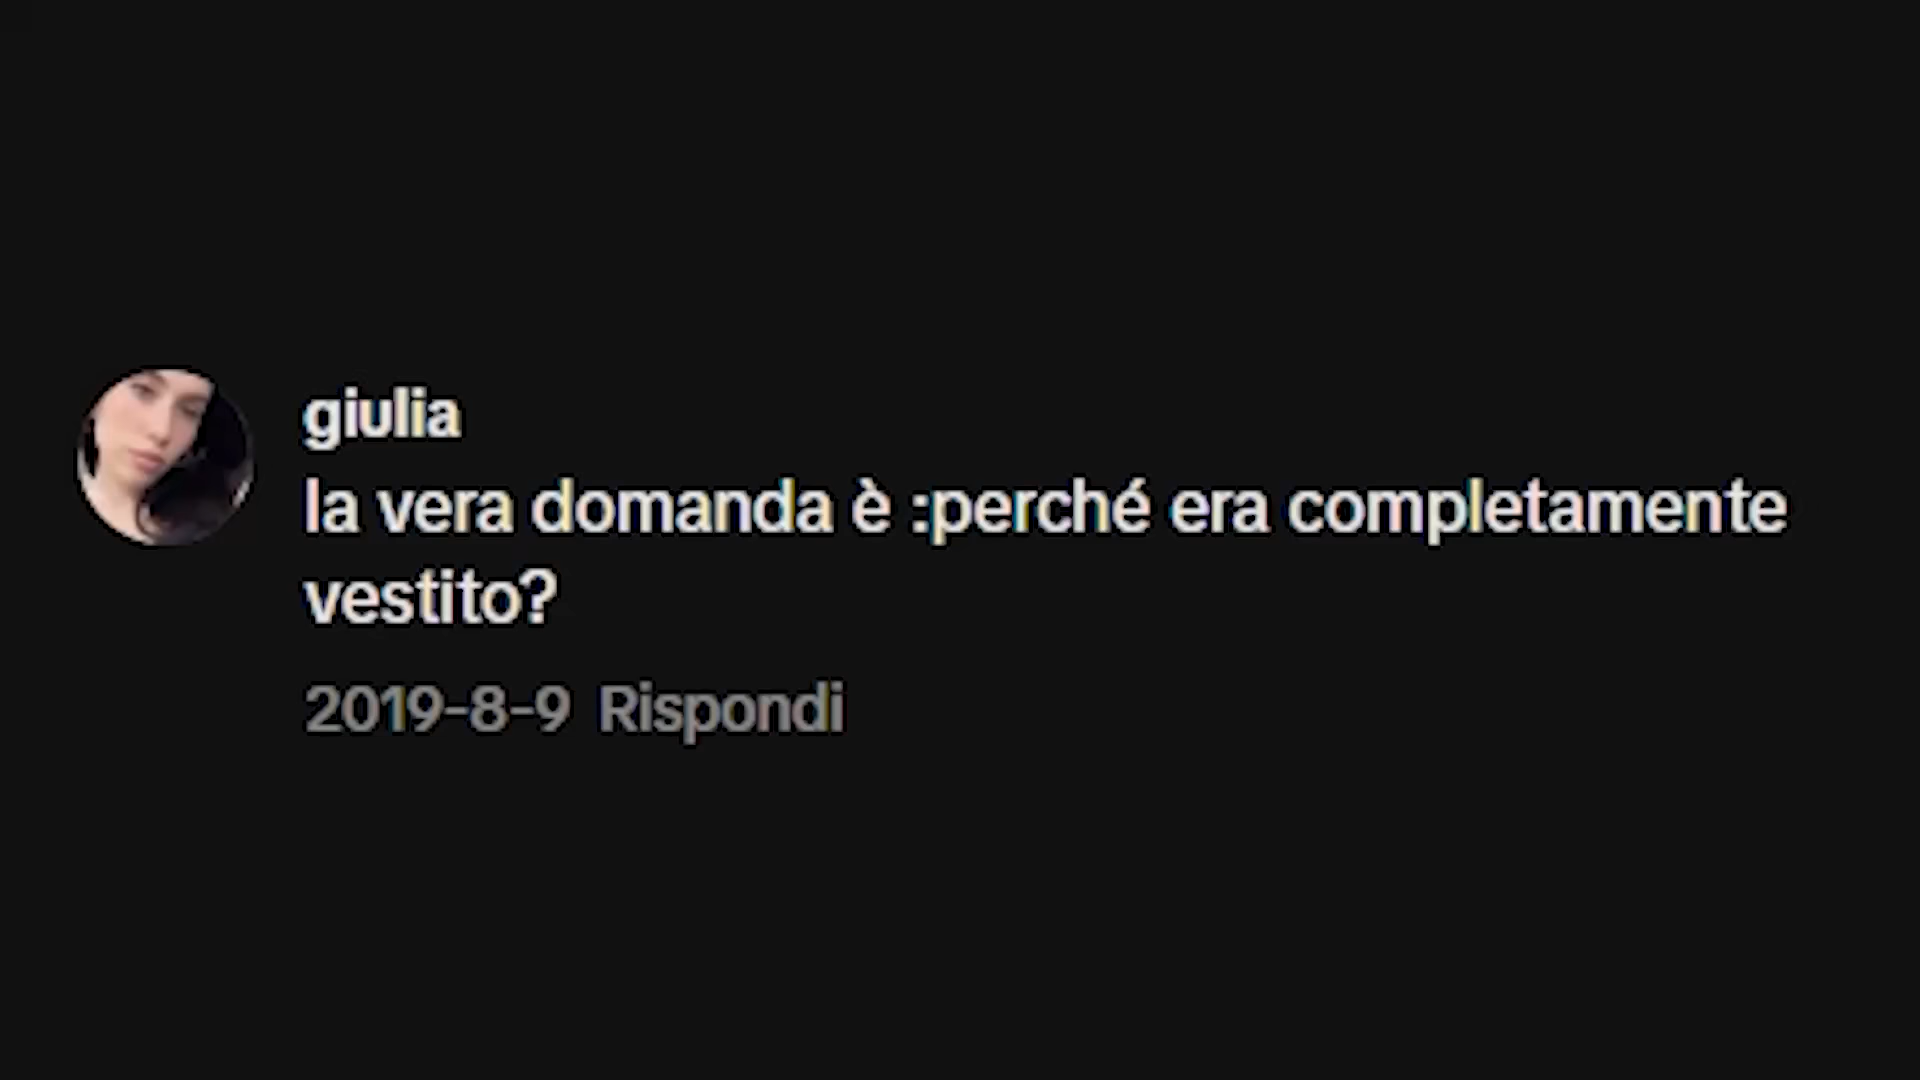 giulia
la vera domanda è :perché era completamente
vestito?
2019-8-9 Rispondi